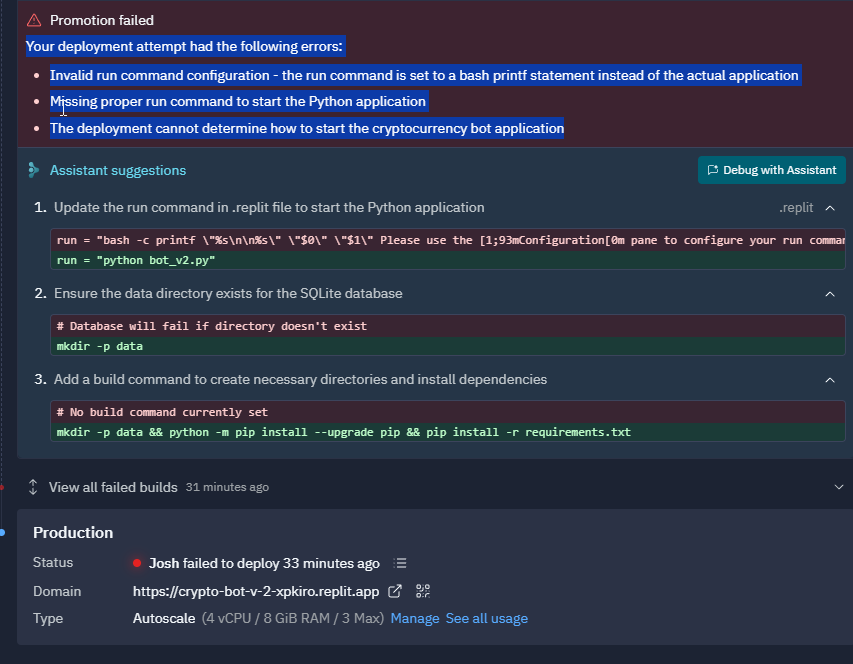 Promotion failed
Your deployment attempt had the following errors:
• Invalid run command configuration - the run command is set to a bash printf statement instead of the actual application
• Missing proper run command to start the Python application
• The deployment cannot determine how to start the cryptocurrency bot application
Assistant suggestions
Debug with Assistant
1. Update the run command in .replit file to start the Python application
.replit
run = "bash -c printf \"%s\n\n%s\" \"$0\" \"$1\" Please use the [1;93mConfiguration[0m pane to configure your run comman
run = "python bot_v2.py"
2. Ensure the data directory exists for the SQLite database
# Database will fail if directory doesn't exist
mkdir -p data
3. Add a build command to create necessary directories and install dependencies
# No build command currently set
mkdir -p data && python -m pip install --upgrade pip && pip install -r requirements.txt
View all failed builds 31 minutes ago
Production
Status Josh failed to deploy 33 minutes ago
Domain https://crypto-bot-v-2-xpkiro.replit.app
Type Autoscale (4 vCPU / 8 GiB RAM / 3 Max) Manage See all usage